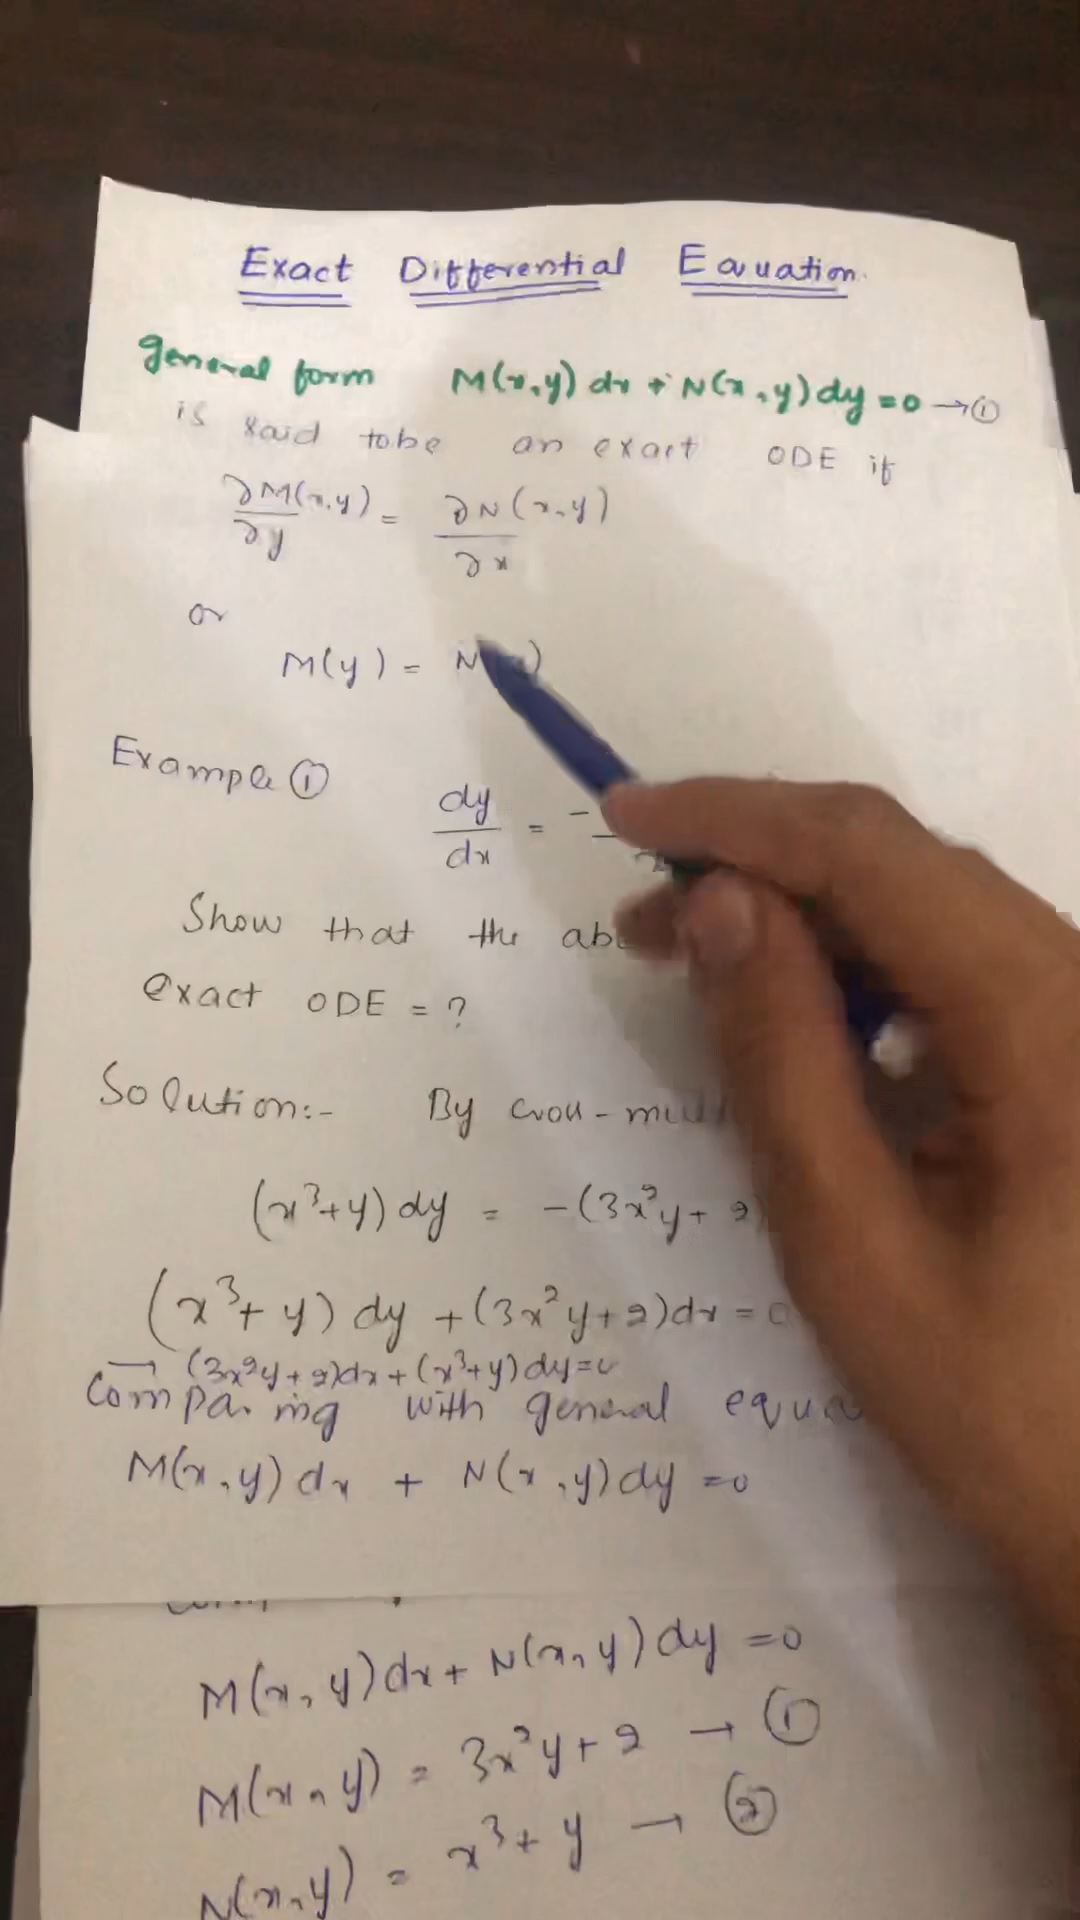 Exact Differential Equation.
general form M(x,y) dx + N(x,y) dy = 0 → ①
is said tobe an exact ODE if
∂M(x,y)/∂y = ∂N(x,y)/∂x
or
M(y) = N
Example ①
dy/dx = -
Show that the
exact ODE = ?
Solution:- By
(x³+y) dy = -(3x²y + 2
(x³+ y) dy + (3x²y+2)dx = 0
→ (3x²y+2)dx + (x³+y) dy=0
Comparing with general
M(x,y) dx + N(x,y) dy = 0
M(x,y)dx + N(x,y) dy = 0
M(x,y) = 3x²y+2 → ①
N(x,y) = x³+y → ②